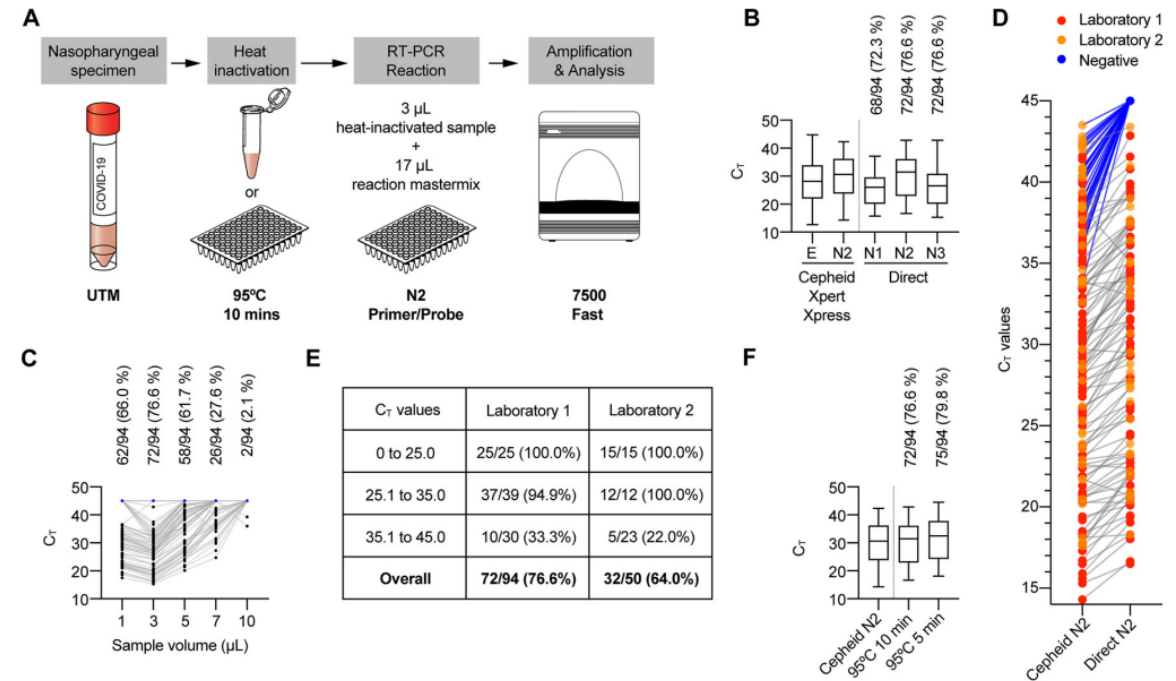 A
Nasopharyngeal
specimen
Heat
inactivation
RT-PCR
Reaction
Amplification
& Analysis
COVID-19
or
3 µL
heat-inactivated sample
+
17 µL
reaction mastermix
UTM
95ºC
10 mins
N2
Primer/Probe
7500
Fast
B
68/94 (72.3 %)
72/94 (76.6 %)
72/94 (76.6 %)
50
40
30
20
10
CT
E N2 N1 N2 N3
Cepheid
Xpert
Xpress
Direct
D
Laboratory 1
Laboratory 2
Negative
45
40
35
30
25
20
15
CT values
Cepheid N2
Direct N2
C
62/94 (66.0 %)
72/94 (76.6 %)
58/94 (61.7 %)
26/94 (27.6 %)
2/94 (2.1 %)
50
40
30
20
10
CT
1 3 5 7 10
Sample volume (µL)
E
CT values Laboratory 1 Laboratory 2
0 to 25.0 25/25 (100.0%) 15/15 (100.0%)
25.1 to 35.0 37/39 (94.9%) 12/12 (100.0%)
35.1 to 45.0 10/30 (33.3%) 5/23 (22.0%)
Overall 72/94 (76.6%) 32/50 (64.0%)
F
72/94 (76.6 %)
75/94 (79.8 %)
50
40
30
20
10
CT
Cepheid N2
95ºC 10 min
95ºC 5 min